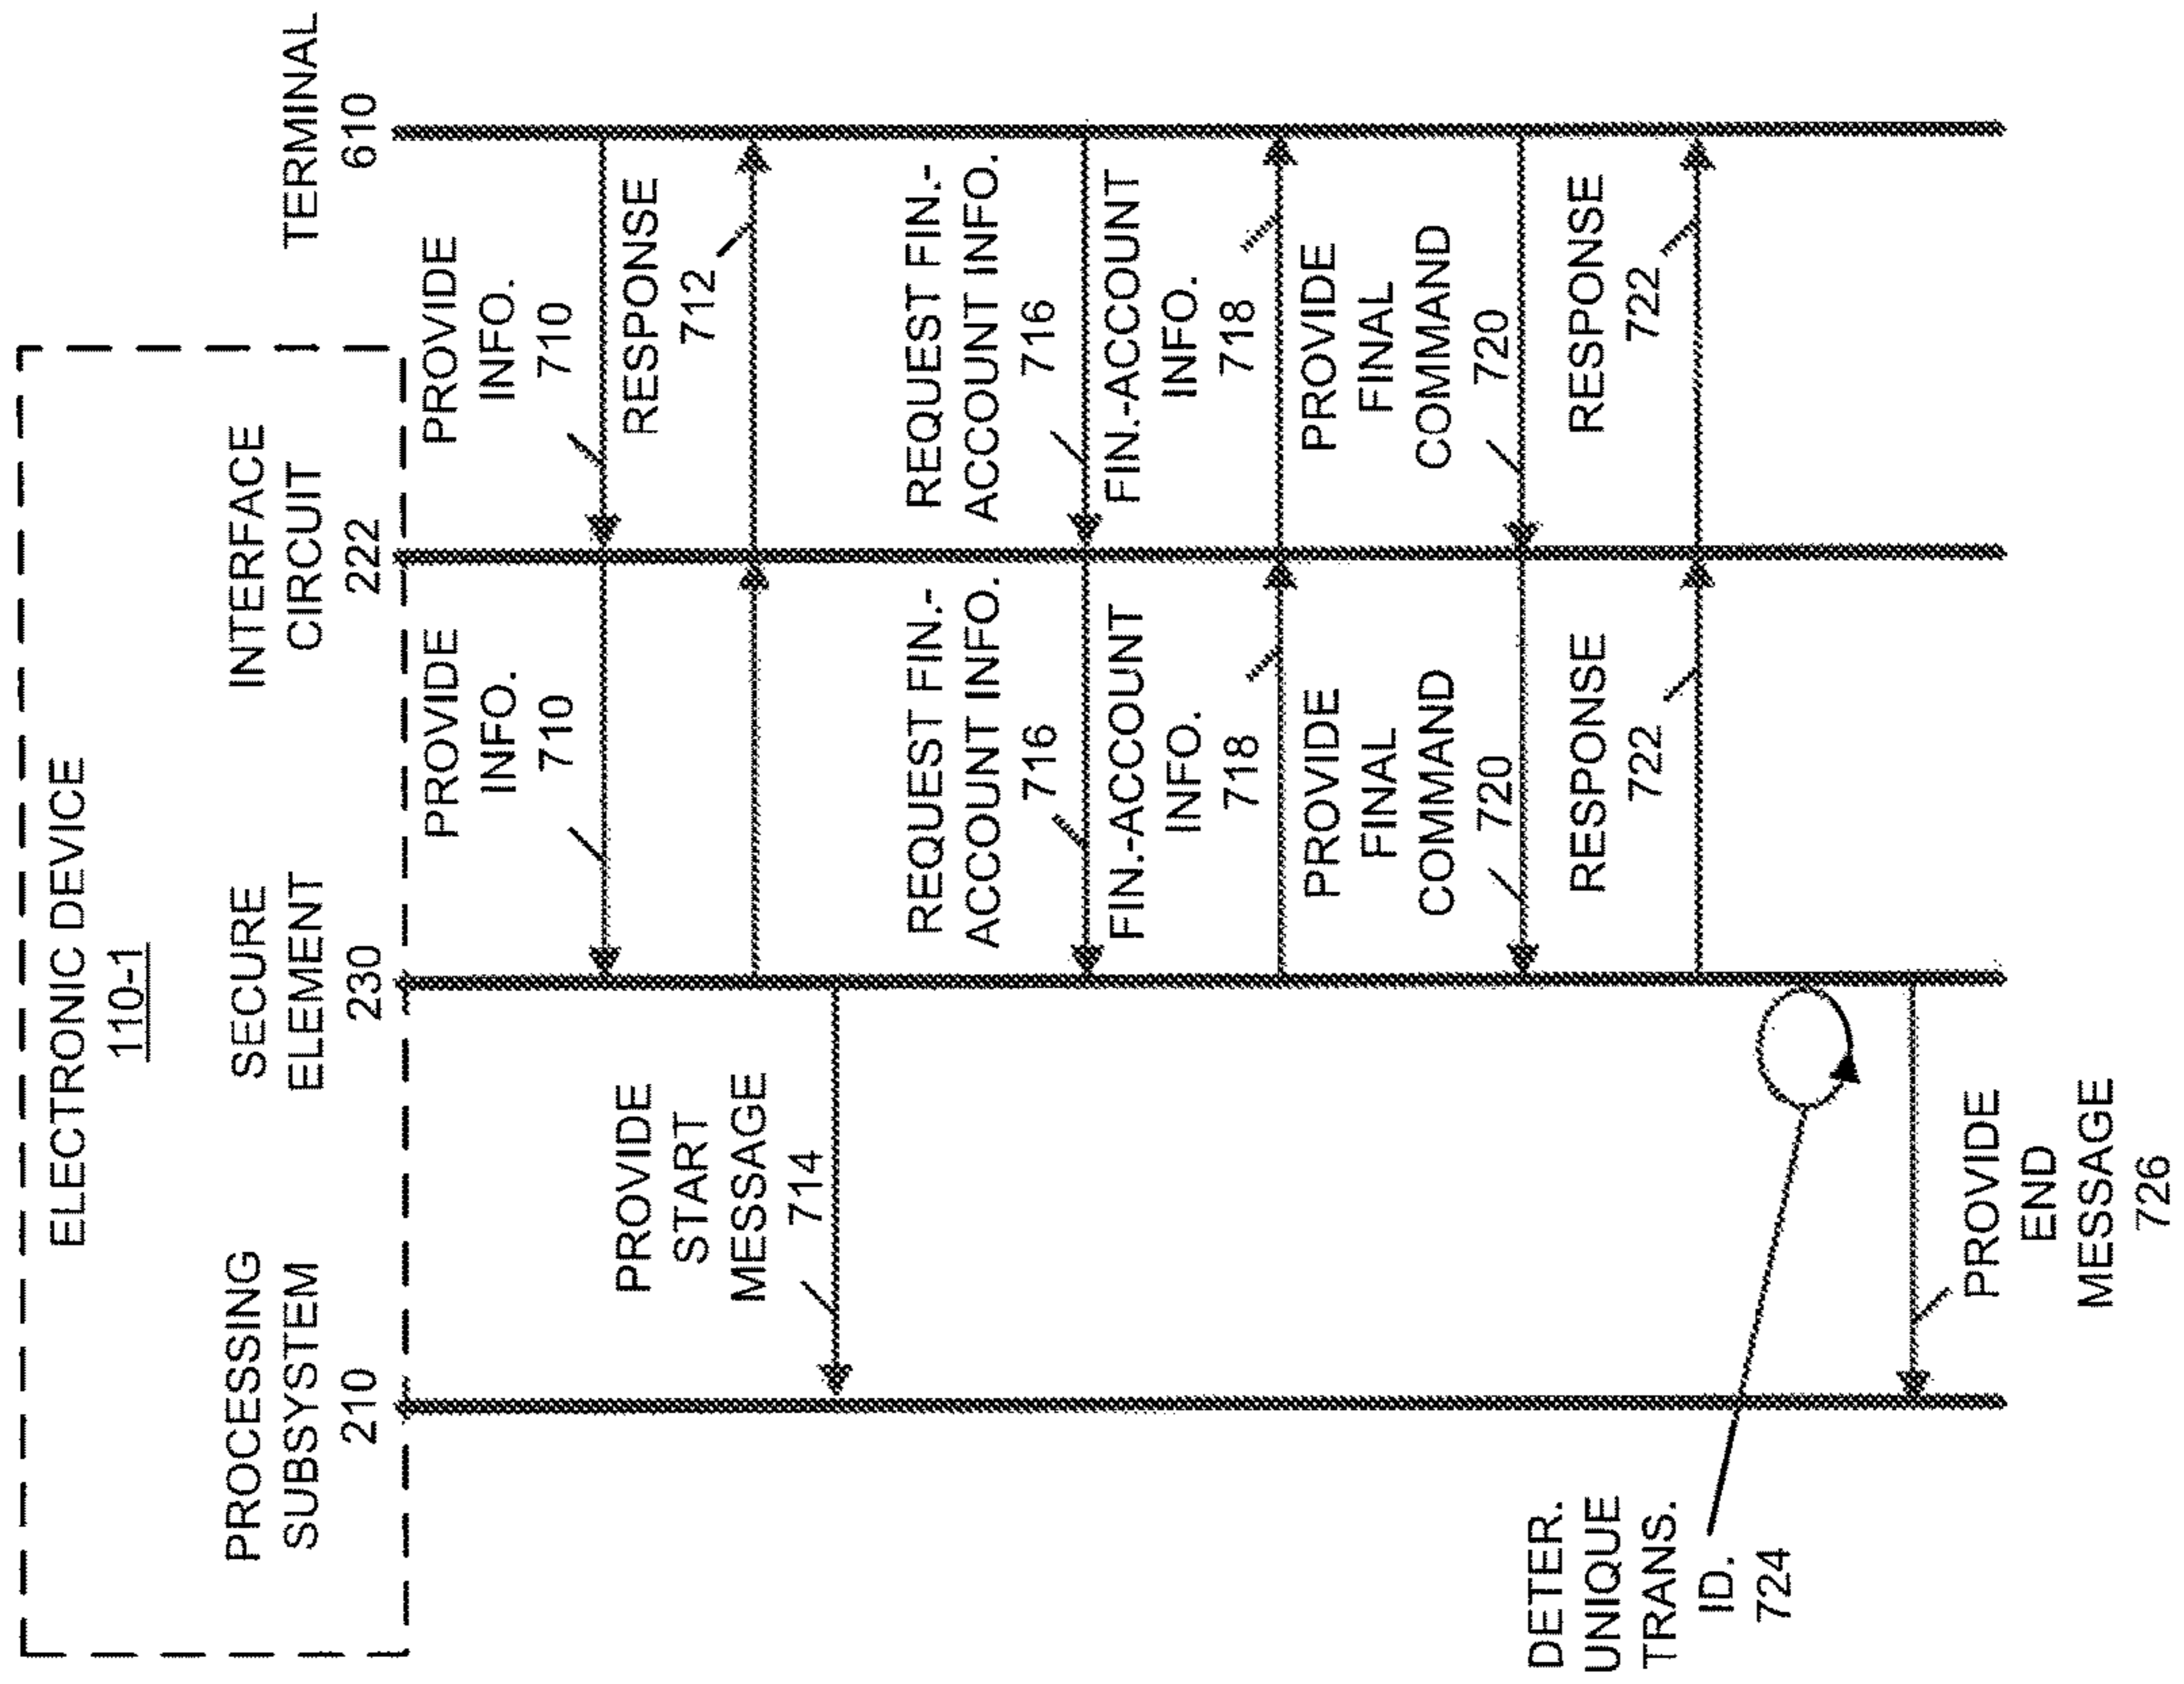 ELECTRONIC DEVICE
110-1
PROCESSING
SUBSYSTEM
210
SECURE
ELEMENT
230
INTERFACE
CIRCUIT
222
TERMINAL
610
PROVIDE
INFO.
710
PROVIDE
INFO.
710
RESPONSE
712
PROVIDE
START
MESSAGE
714
REQUEST FIN.-
ACCOUNT INFO.
716
REQUEST FIN.-
ACCOUNT INFO.
716
FIN.-ACCOUNT
INFO.
718
FIN.-ACCOUNT
INFO.
718
PROVIDE
FINAL
COMMAND
720
PROVIDE
FINAL
COMMAND
720
RESPONSE
722
RESPONSE
722
DETER.
UNIQUE
TRANS.
ID.
724
PROVIDE
END
MESSAGE
726